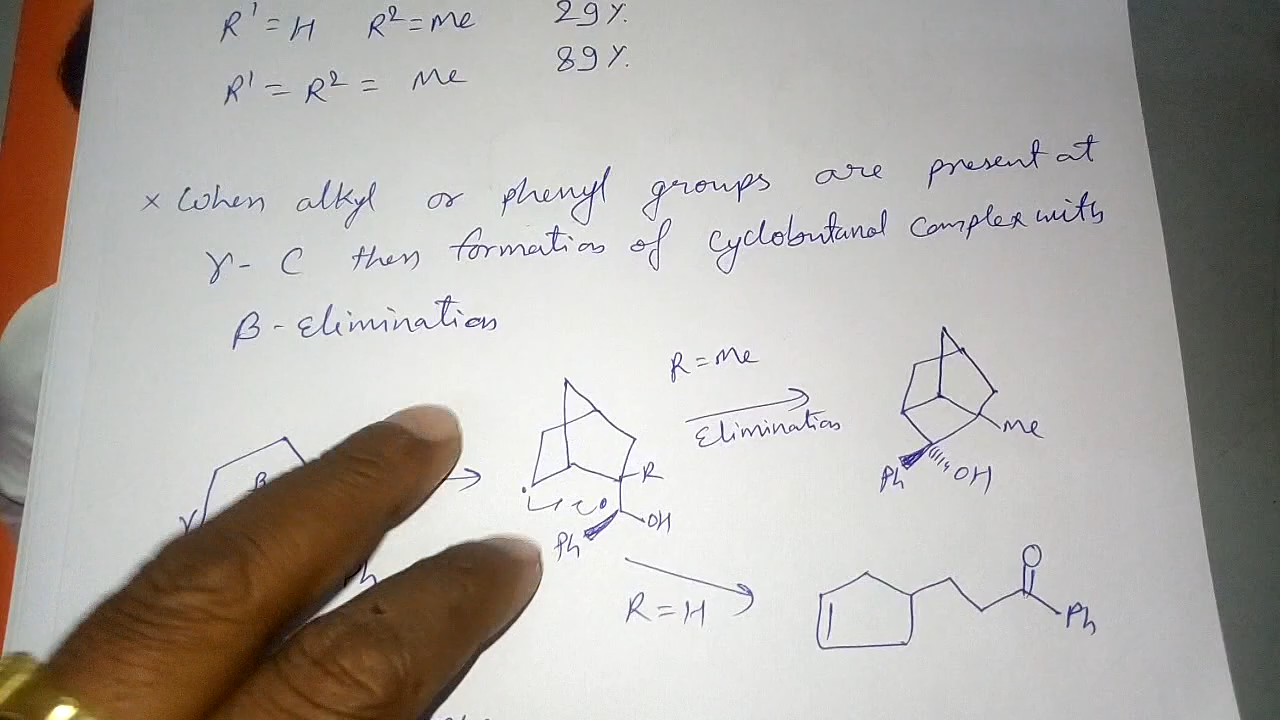 R¹ = H R² = Me 29%.
R¹ = R² = Me 89%.
× When alkyl or phenyl groups are present at
γ - C then formation of cyclobutanol complex with
β - Elimination
R = Me
Elimination
β
γ
Ph
R
OH
Ph
Me
Ph
OH
R = H
O
Ph